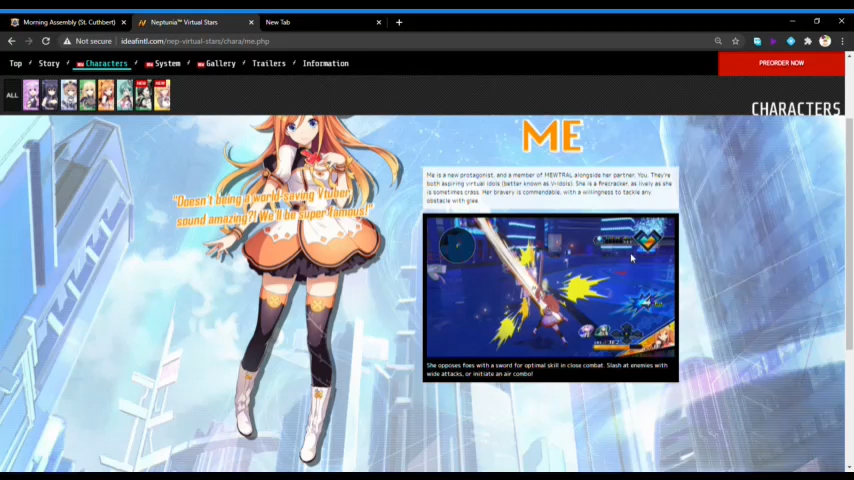 Morning Assembly (St. Cuthbert)
Neptunia™ Virtual Stars
New Tab
Not secure
ideafintl.com/nep-virtual-stars/chara/me.php
Top / Story / Characters / System / Gallery / Trailers / Information
PREORDER NOW
ALL
CHARACTERS
ME
Me is a new protagonist, and a member of MEWTRAL alongside her partner, You. They're
both aspiring virtual idols (better known as V-Idols). She is a firecracker, as lively as she
is sometimes crass. Her bravery is commendable, with a willingness to tackle any
obstacle with glee.
"Doesn't being a world-saving Vtuber
sound amazing?! We'll be super famous!"
She opposes foes with a sword for optimal skill in close combat. Slash at enemies with
wide attacks, or initiate an air combo!